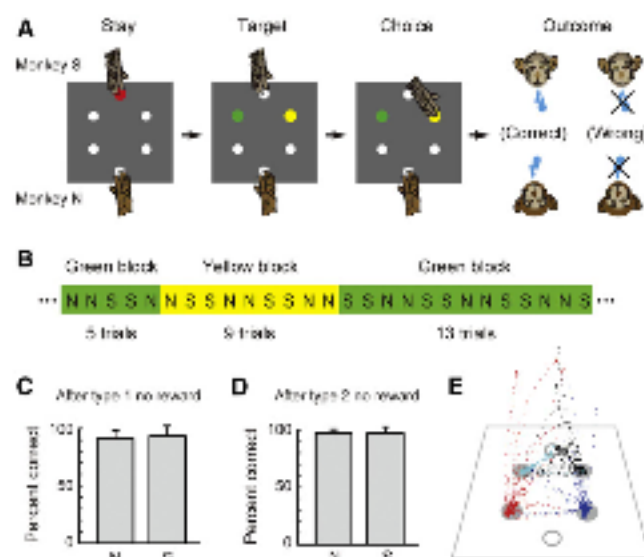 A
Stay Target Choice Outcome
Monkey S
(Correct) (Wrong)
Monkey N
B
Green block Yellow block Green block
... N N S S N N S S N N S S N N S S N N S S N S S N N S ...
5 trials 9 trials 13 trials
C After type 1 no reward
D After type 2 no reward
E
Percent correct
100
50
0
N S
Percent correct
100
50
0
N S